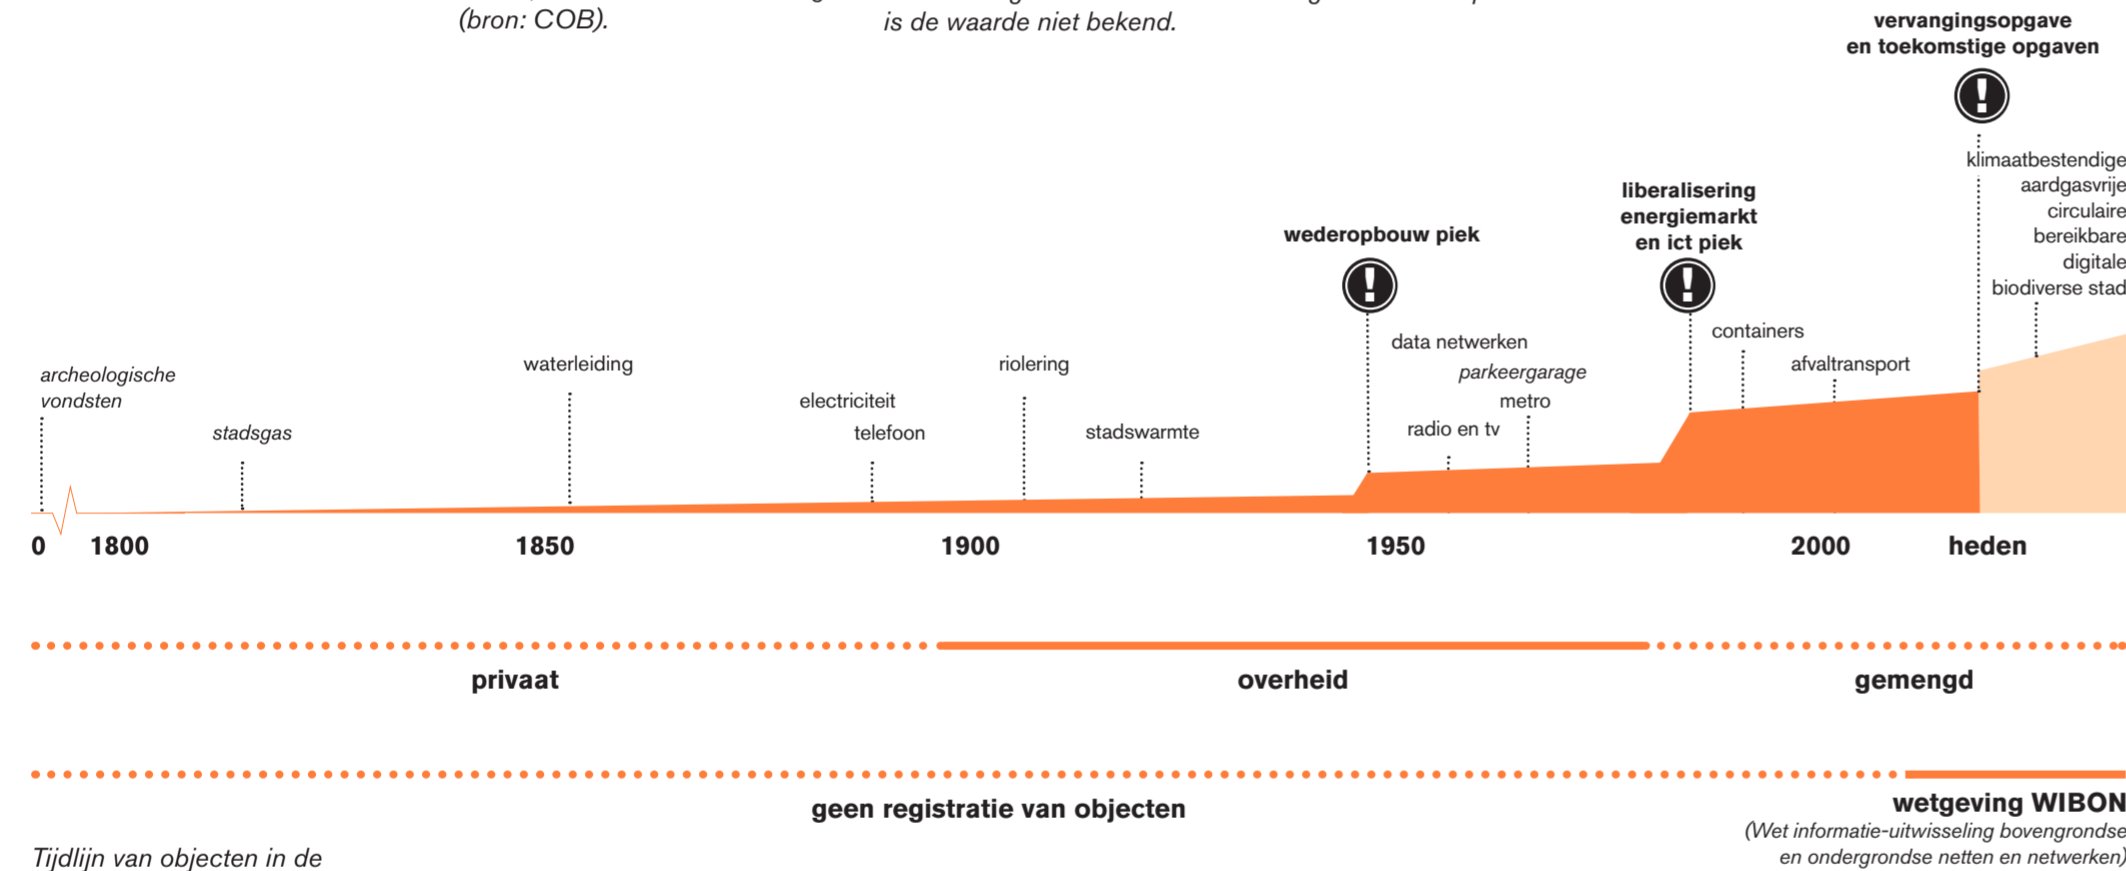 (bron: COB).
is de waarde niet bekend.
vervangingsopgave
en toekomstige opgaven
klimaatbestendige
aardgasvrije
circulaire
bereikbare
digitale
biodiverse stad
liberalisering
energiemarkt
en ict piek
wederopbouw piek
containers
afvaltransport
data netwerken
parkeergarage
metro
radio en tv
archeologische
vondsten
stadsgas
waterleiding
electriciteit
telefoon
riolering
stadswarmte
0 1800 1850 1900 1950 2000 heden
privaat overheid gemengd
geen registratie van objecten
wetgeving WIBON
(Wet informatie-uitwisseling bovengrondse
en ondergrondse netten en netwerken)
Tijdlijn van objecten in de